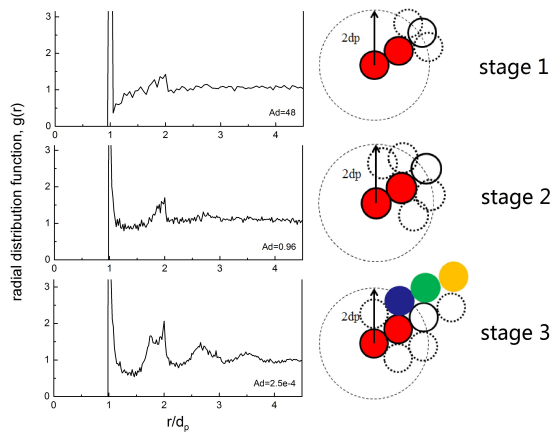 radial distribution function, g(r)
3
2
1
0
0 1 2 3 4
Ad=48
2dp
stage 1
3
2
1
0
0 1 2 3 4
Ad=0.96
2dp
stage 2
3
2
1
0
0 1 2 3 4
Ad=2.5e-4
2dp
stage 3
r/dp